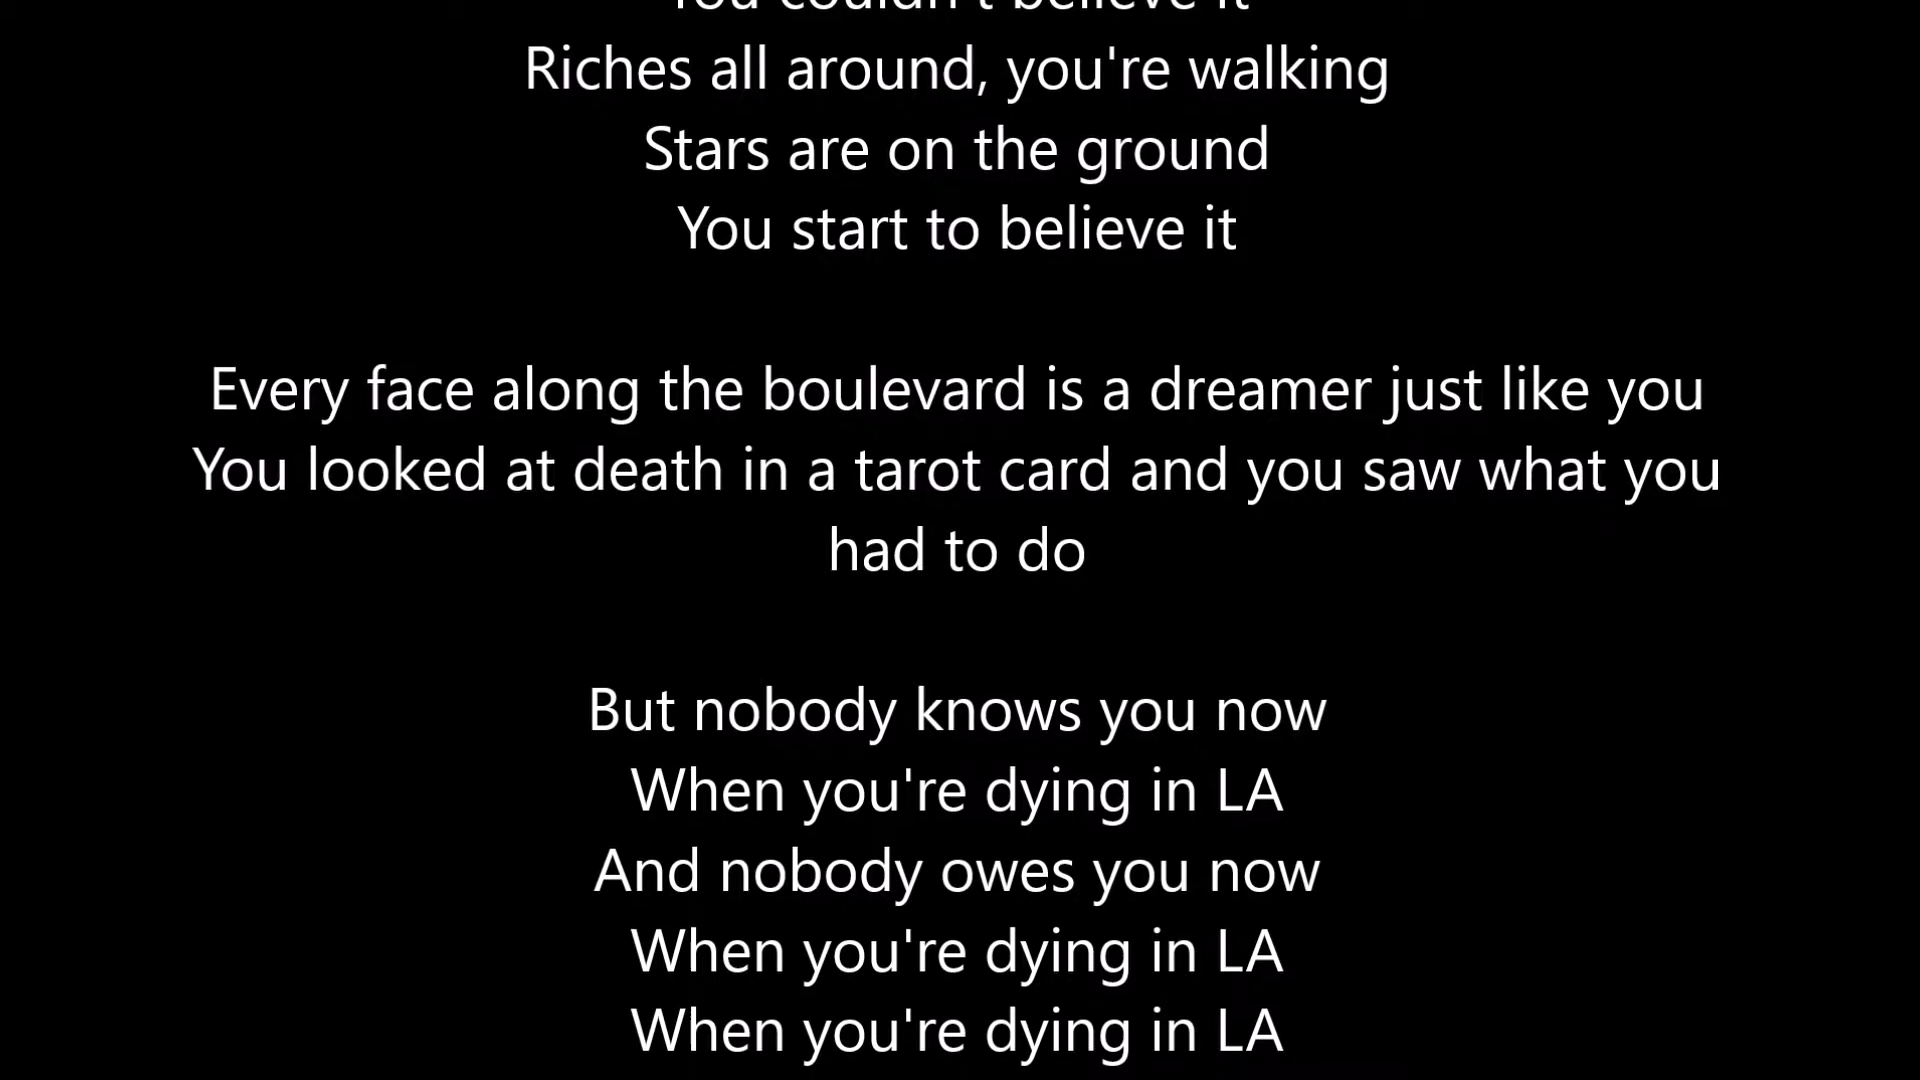 You couldn't believe it
Riches all around, you're walking
Stars are on the ground
You start to believe it
Every face along the boulevard is a dreamer just like you
You looked at death in a tarot card and you saw what you
had to do
But nobody knows you now
When you're dying in LA
And nobody owes you now
When you're dying in LA
When you're dying in LA